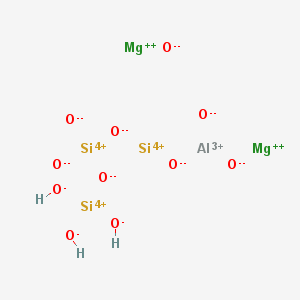 Mg++ O--
O--
O-- O--
Si4+ Si4+ Al3+ Mg++
O-- O-- O--
O--
H O- Si4+
O- O-
H H